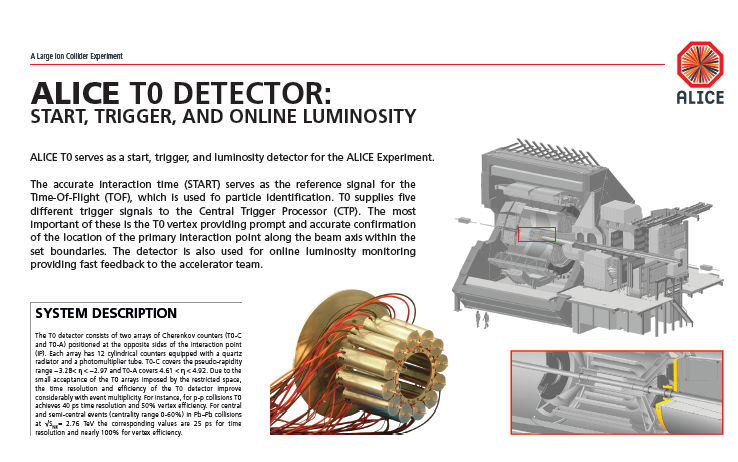 A Large Ion Collider Experiment
ALICE
ALICE T0 DETECTOR:
START, TRIGGER, AND ONLINE LUMINOSITY
ALICE T0 serves as a start, trigger, and luminosity detector for the ALICE Experiment.
The accurate interaction time (START) serves as the reference signal for the
Time-Of-Flight (TOF), which is used fo particle identification. T0 supplies five
different trigger signals to the Central Trigger Processor (CTP). The most
important of these is the T0 vertex providing prompt and accurate confirmation
of the location of the primary interaction point along the beam axis within the
set boundaries. The detector is also used for online luminosity monitoring
providing fast feedback to the accelerator team.
SYSTEM DESCRIPTION
The T0 detector consists of two arrays of Cherenkov counters (T0-C
and T0-A) positioned at the opposite sides of the interaction point
(IP). Each array has 12 cylindrical counters equipped with a quartz
radiator and a photomultiplier tube. T0-C covers the pseudo-rapidity
range −3.28< η < −2.97 and T0-A covers 4.61 < η < 4.92. Due to the
small acceptance of the T0 arrays imposed by the restricted space,
the time resolution and efficiency of the T0 detector improve
considerably with event multiplicity. For instance, for p-p collisions T0
achieves 40 ps time resolution and 50% vertex efficiency. For central
and semi-central events (centrality range 0-60%) in Pb-Pb collisions
at √sNN= 2.76 TeV the corresponding values are 25 ps for time
resolution and nearly 100% for vertex efficiency.